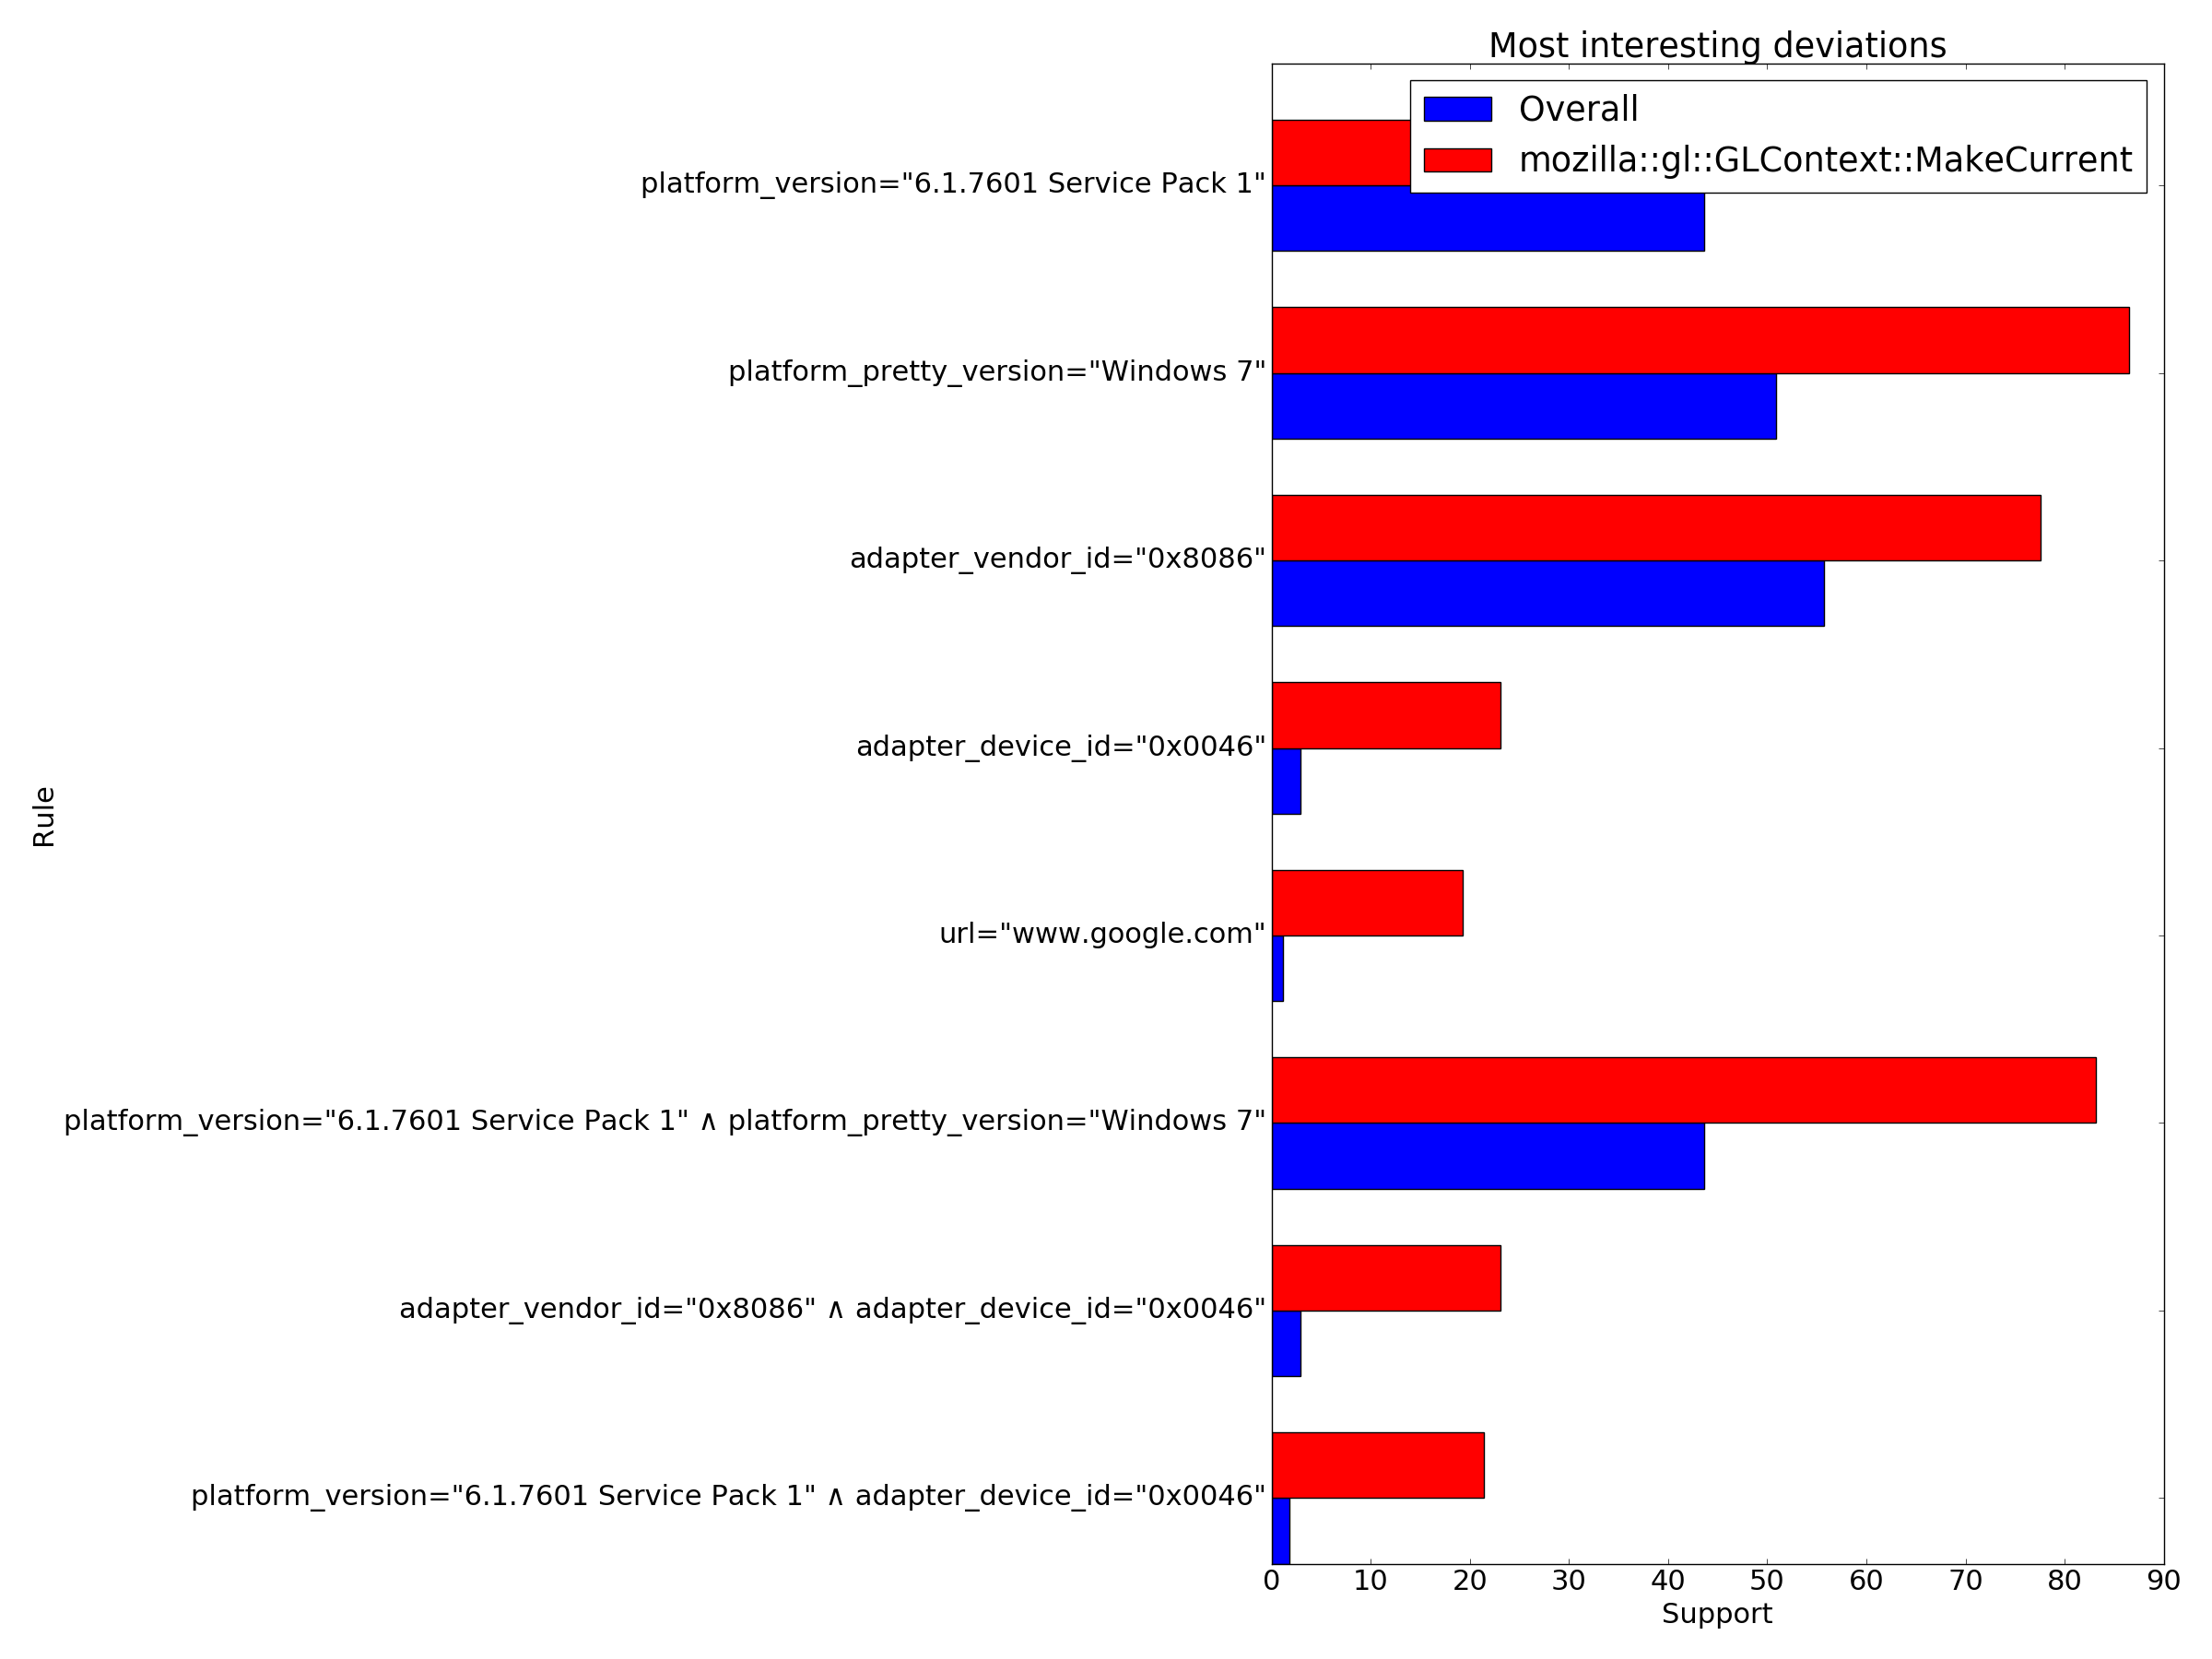 Most interesting deviations
Overall
mozilla::gl::GLContext::MakeCurrent
platform_version="6.1.7601 Service Pack 1"
platform_pretty_version="Windows 7"
adapter_vendor_id="0x8086"
adapter_device_id="0x0046"
url="www.google.com"
platform_version="6.1.7601 Service Pack 1" ∧ platform_pretty_version="Windows 7"
adapter_vendor_id="0x8086" ∧ adapter_device_id="0x0046"
platform_version="6.1.7601 Service Pack 1" ∧ adapter_device_id="0x0046"
Rule
0 10 20 30 40 50 60 70 80 90
Support